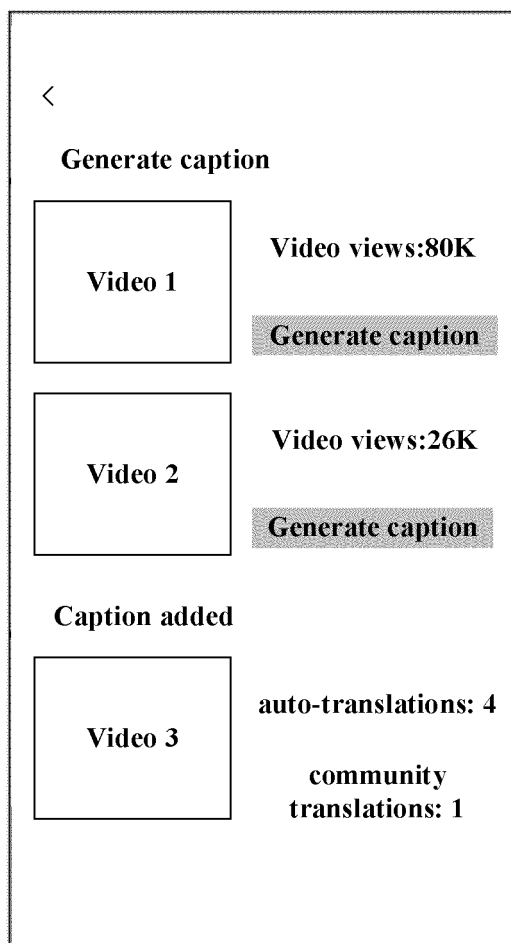 <
Generate caption
Video 1
Video views:80K
Generate caption
Video 2
Video views:26K
Generate caption
Caption added
Video 3
auto-translations: 4
community
translations: 1